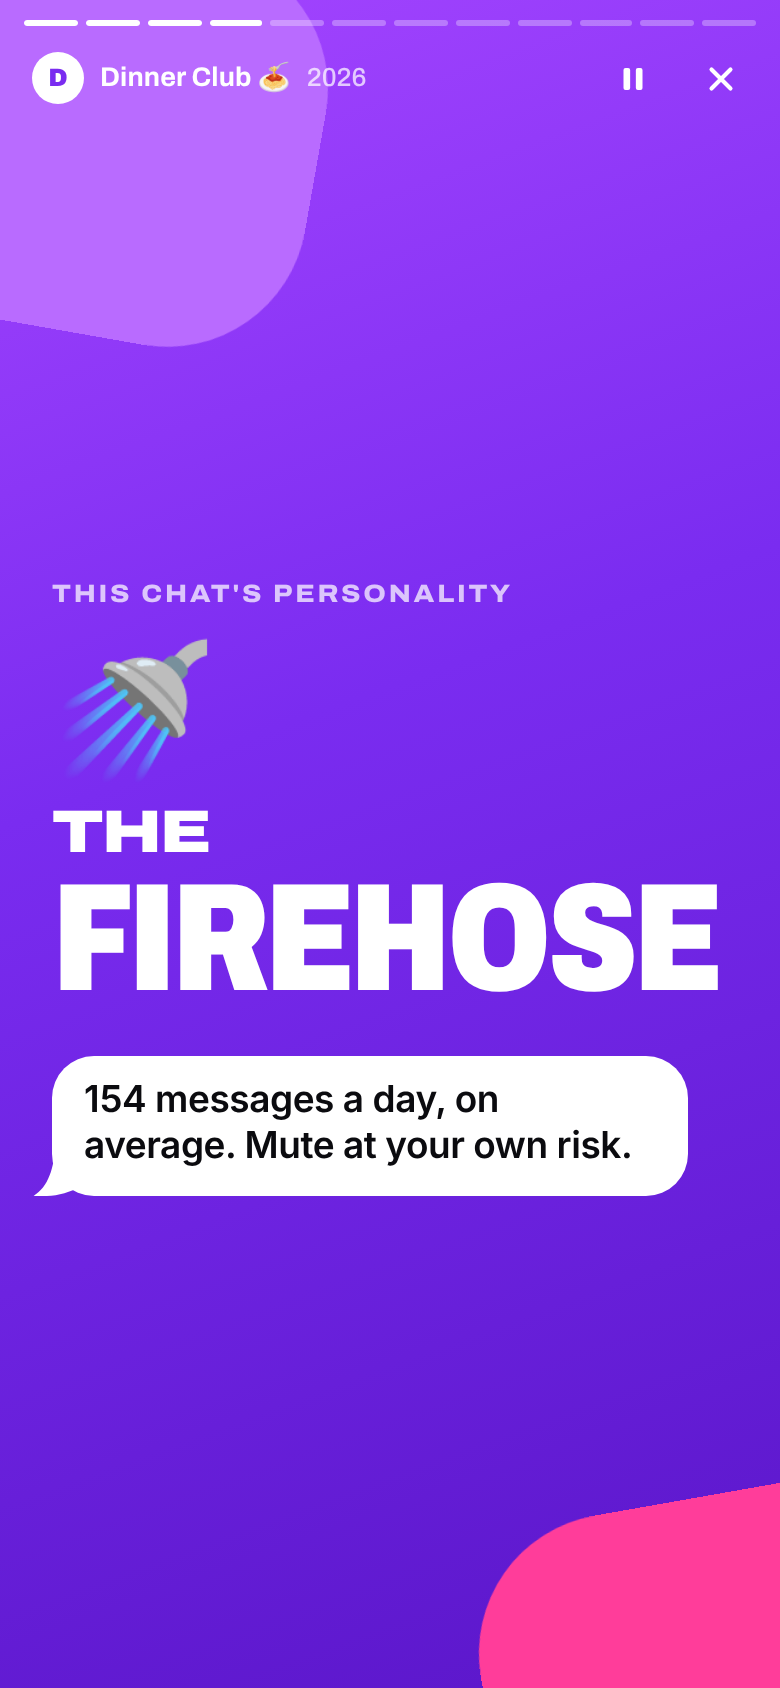 D
Dinner Club 🍝 2026
THIS CHAT'S PERSONALITY
THE
FIREHOSE
154 messages a day, on
average. Mute at your own risk.